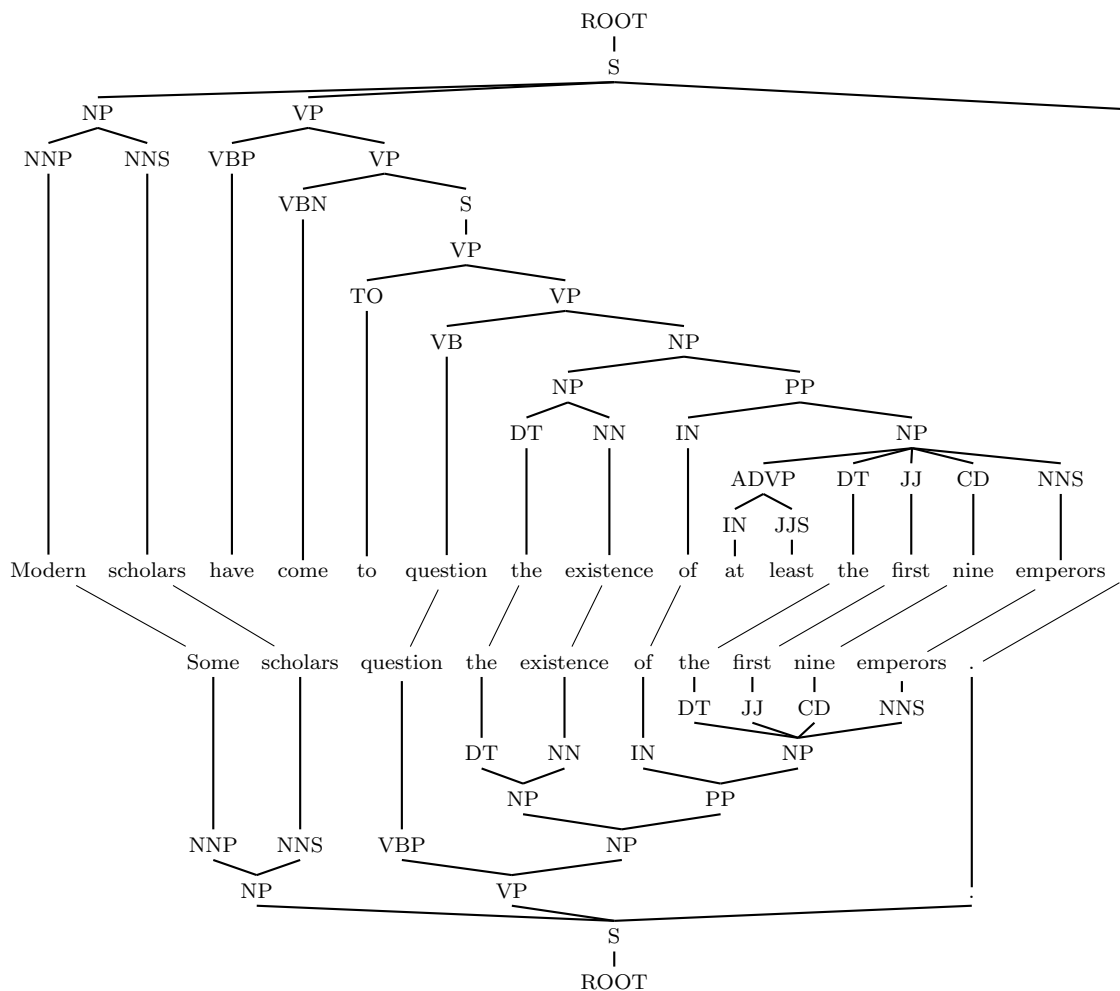 ROOT
S
NP VP
NNP NNS VBP VP
VBN S
VP
TO VP
VB NP
NP PP
DT NN IN NP
ADVP DT JJ CD NNS
IN JJS
Modern scholars have come to question the existence of at least the first nine emperors
Some scholars question the existence of the first nine emperors .
DT JJ CD NNS
DT NN IN NP
NP PP
NNP NNS VBP NP
NP VP .
S
ROOT